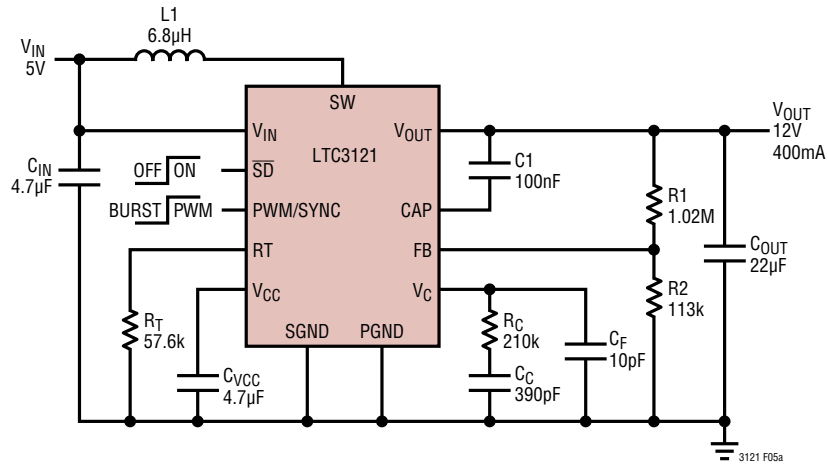 L1
6.8µH
VIN
5V
SW
VIN
VOUT
LTC3121
VOUT
12V
400mA
CIN
4.7µF
OFF ON
SD
C1
100nF
BURST PWM
PWM/SYNC
CAP
R1
1.02M
RT
FB
COUT
22µF
VCC
VC
R2
113k
RT
57.6k
SGND
PGND
RC
210k
CF
10pF
CVCC
4.7µF
CC
390pF
3121 F05a